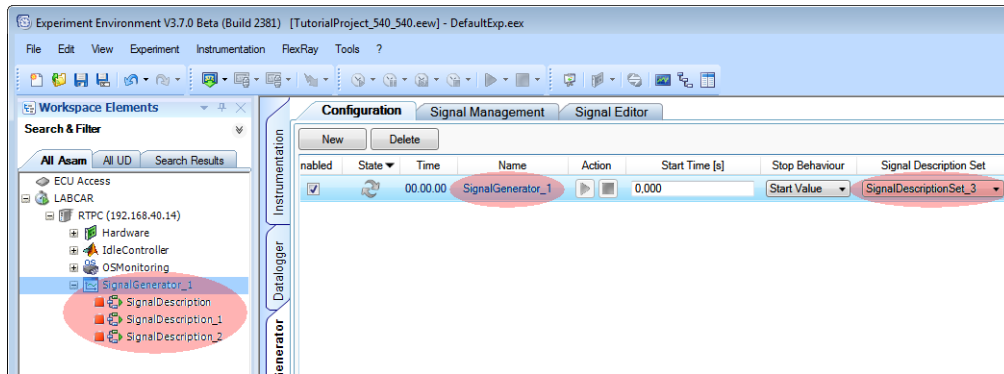 Experiment Environment V3.7.0 Beta (Build 2381) [TutorialProject_540_540.eew] - DefaultExp.eex
File Edit View Experiment Instrumentation FlexRay Tools ?
Workspace Elements
Search & Filter
All Asam All UD Search Results
ECU Access
LABCAR
RTPC (192.168.40.14)
Hardware
IdleController
OS OSMonitoring
SignalGenerator_1
SignalDescription
SignalDescription_1
SignalDescription_2
Instrumentation
Datalogger
Generator
Configuration Signal Management Signal Editor
New Delete
nabled State Time Name Action Start Time [s] Stop Behaviour Signal Description Set
00.00.00 SignalGenerator_1 0,000 Start Value SignalDescriptionSet_3